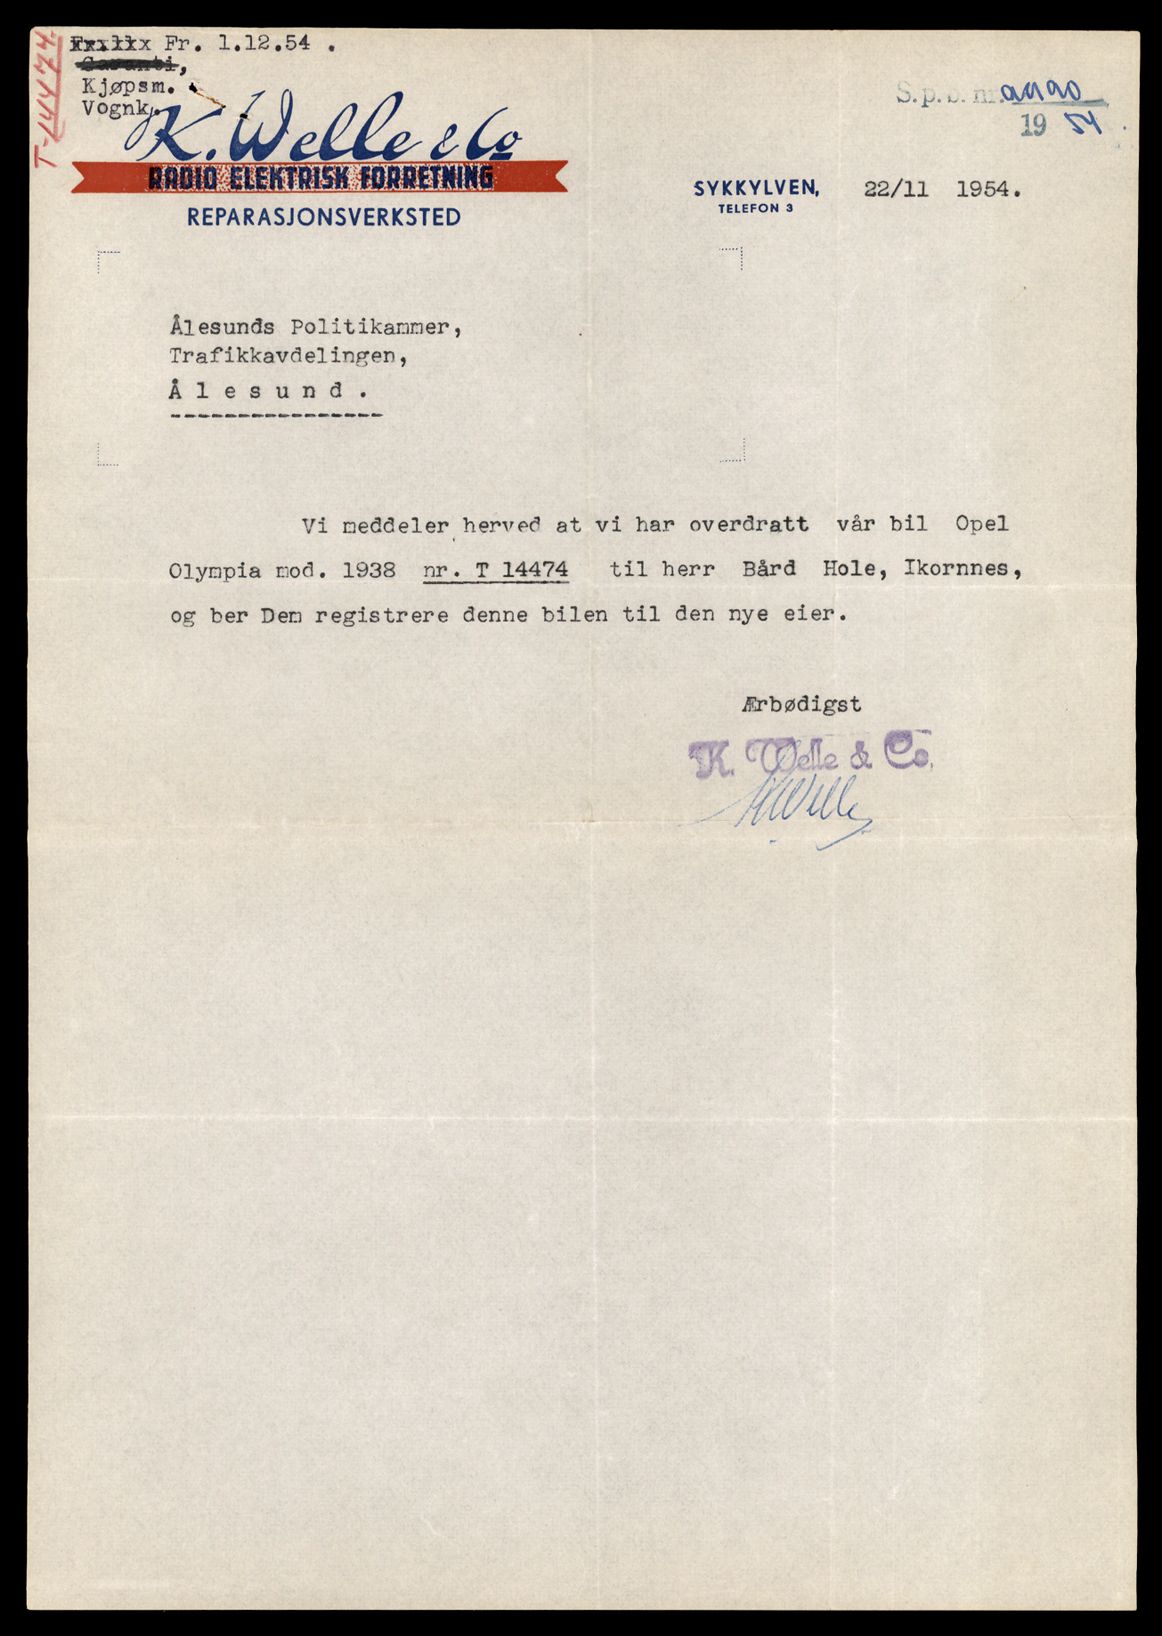 T-14474.
Fr. 1.12.54 .
Garanti,
Kjøpsm.
Vognk.
K. Welle & Co
RADIO ELEKTRISK FORRETNING
REPARASJONSVERKSTED
S. p. b. nr.
19 54 .
SYKKYLVEN, 22/11 1954.
TELEFON 3
Ålesunds Politikammer,
Trafikkavdelingen,
Å l e s u n d .
----------------
Vi meddeler herved at vi har overdratt vår bil Opel
Olympia mod. 1938 nr. T 14474 til herr Bård Hole, Ikornnes,
og ber Dem registrere denne bilen til den nye eier.
Ærbødigst
K. Welle & Co.
KWelle